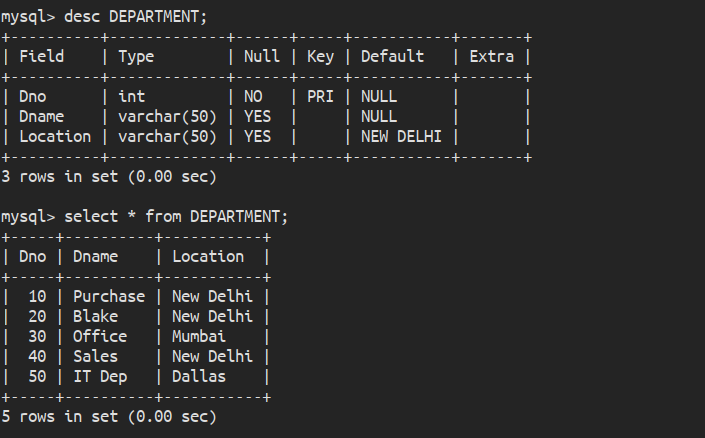 mysql> desc DEPARTMENT;
+----------+-------------+------+-----+-----------+-------+
| Field    | Type        | Null | Key | Default   | Extra |
+----------+-------------+------+-----+-----------+-------+
| Dno      | int         | NO   | PRI | NULL      |       |
| Dname    | varchar(50) | YES  |     | NULL      |       |
| Location | varchar(50) | YES  |     | NEW DELHI |       |
+----------+-------------+------+-----+-----------+-------+
3 rows in set (0.00 sec)

mysql> select * from DEPARTMENT;
+-----+----------+-----------+
| Dno | Dname    | Location  |
+-----+----------+-----------+
|  10 | Purchase | New Delhi |
|  20 | Blake    | New Delhi |
|  30 | Office   | Mumbai    |
|  40 | Sales    | New Delhi |
|  50 | IT Dep   | Dallas    |
+-----+----------+-----------+
5 rows in set (0.00 sec)